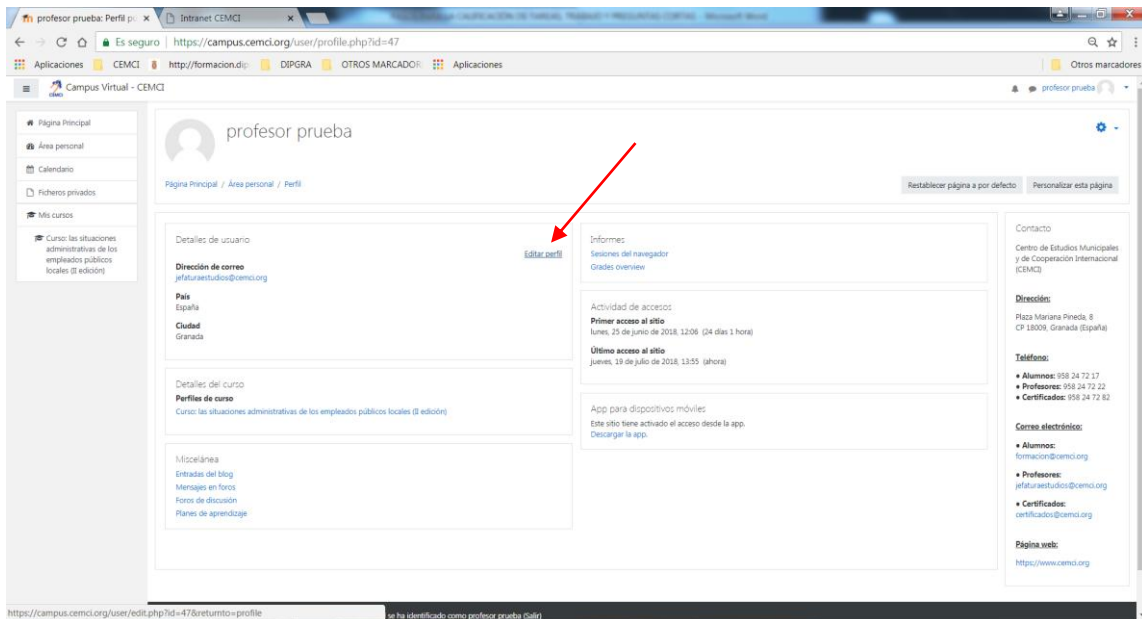 profesor prueba: Perfil pú
Intranet CEMCI
Es seguro
https://campus.cemci.org/user/profile.php?id=47
Aplicaciones
CEMCI
http://formacion.dip
DIPGRA
OTROS MARCADOR
Aplicaciones
Otros marcadores
Campus Virtual - CEMCI
profesor prueba
Página Principal
Área personal
Calendario
Ficheros privados
Mis cursos
Curso: las situaciones
administrativas de los
empleados públicos
locales (II edición)
profesor prueba
Página Principal / Área personal / Perfil
Restablecer página a por defecto
Personalizar esta página
Detalles de usuario
Editar perfil
Dirección de correo
jefaturaestudios@cemci.org
País
España
Ciudad
Granada
Detalles del curso
Perfiles de curso
Curso: las situaciones administrativas de los empleados públicos locales (II edición)
Miscelánea
Entradas del blog
Mensajes en foros
Foros de discusión
Planes de aprendizaje
Informes
Sesiones del navegador
Grades overview
Actividad de accesos
Primer acceso al sitio
lunes, 25 de junio de 2018, 12:06 (24 días 1 hora)
Último acceso al sitio
jueves, 19 de julio de 2018, 13:55 (ahora)
App para dispositivos móviles
Este sitio tiene activado el acceso desde la app.
Descargar la app.
Contacto
Centro de Estudios Municipales
y de Cooperación Internacional
(CEMCI)
Dirección:
Plaza Mariana Pineda, 8
CP 18009, Granada (España)
Teléfono:
• Alumnos: 958 24 72 17
• Profesores: 958 24 72 22
• Certificados: 958 24 72 82
Correo electrónico:
• Alumnos:
formacion@cemci.org
• Profesores:
jefaturaestudios@cemci.org
• Certificados:
certificados@cemci.org
Página web:
https://www.cemci.org
https://campus.cemci.org/user/edit.php?id=47&returnto=profile
se ha identificado como profesor prueba (Salir)